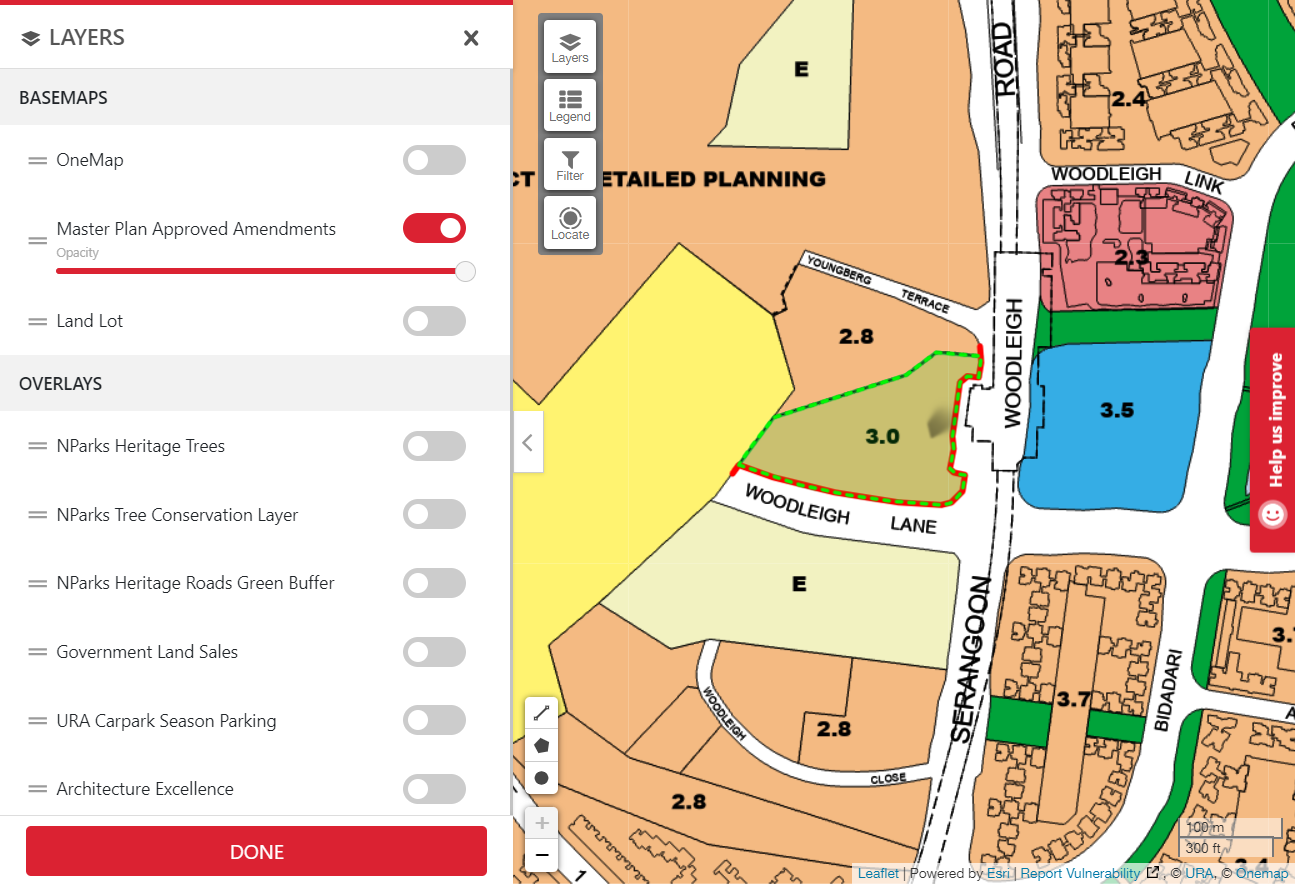 LAYERS
BASEMAPS
OneMap
Master Plan Approved Amendments
Opacity
Land Lot
OVERLAYS
NParks Heritage Trees
NParks Tree Conservation Layer
NParks Heritage Roads Green Buffer
Government Land Sales
URA Carpark Season Parking
Architecture Excellence
DONE
Layers
Legend
Filter
Locate
E
ROAD
2.4
ETAILED PLANNING
WOODLEIGH LINK
2.3
YOUNGBERG TERRACE
2.8
WOODLEIGH
3.0
3.5
WOODLEIGH LANE
E
SERANGOON
WOODLEIGH CLOSE
2.8
2.8
3.7
BIDADARI
3.4
1
Help us improve
+
−
100 m
300 ft
Leaflet | Powered by Esri | Report Vulnerability , © URA, © Onemap